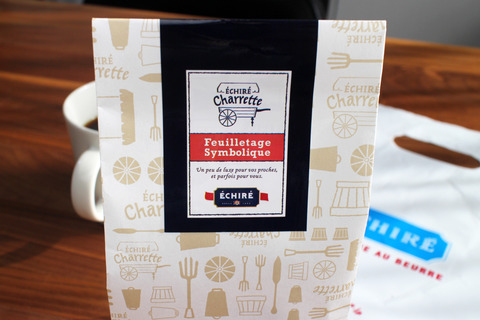 ÉCHIRÉ
Charrette
Feuilletage
Symbolique
Un peu de luxe pour vos proches,
et parfois pour vous.
ÉCHIRÉ
ÉCHIRÉ
Charrette
ÉCHIRÉ
Charrette
ÉCHIRÉ
Charrette
ÉCHIRÉ
Charrette
CHIRÉ
E AU BEURRE